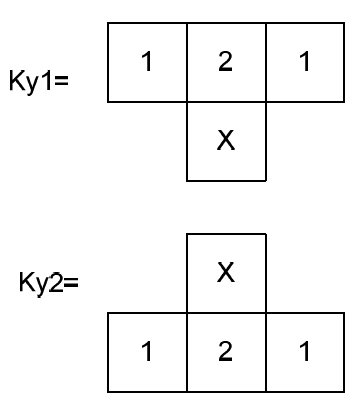 Ky1= 1 2 1
X
X
Ky2= 1 2 1